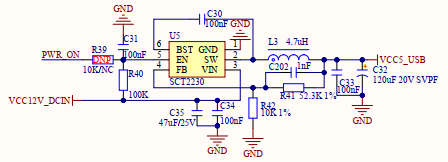 GND
C30
GND
C31
100nF
100nF
U5
R39
PWR_ON
DNP
10K/NC
6
5
4
BST GND
EN SW
FB VIN
1
2
3
SCT2230
L3 4.7uH
VCC5_USB
C202
1nF
C33
100nF
C32
120uF 20V SVPF
R40
100K
R41 52.3K 1%
VCC12V_DCIN
C35
47uF/25V
C34
100nF
R42
10K 1%
GND
GND
GND